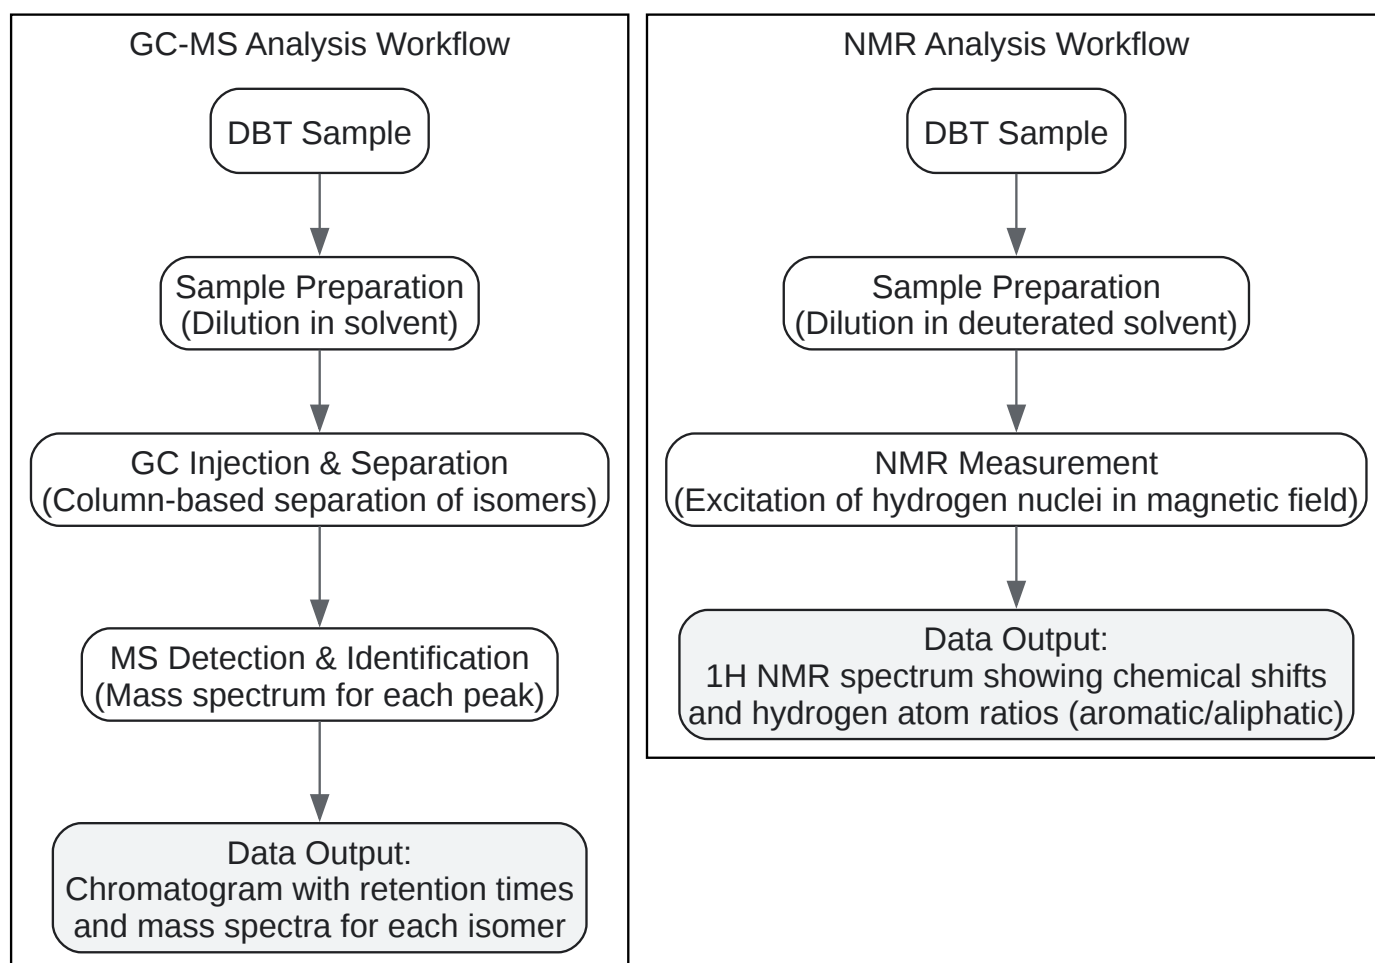 GC-MS Analysis Workflow
DBT Sample
Sample Preparation
(Dilution in solvent)
GC Injection & Separation
(Column-based separation of isomers)
MS Detection & Identification
(Mass spectrum for each peak)
Data Output:
Chromatogram with retention times
and mass spectra for each isomer
NMR Analysis Workflow
DBT Sample
Sample Preparation
(Dilution in deuterated solvent)
NMR Measurement
(Excitation of hydrogen nuclei in magnetic field)
Data Output:
1H NMR spectrum showing chemical shifts
and hydrogen atom ratios (aromatic/aliphatic)